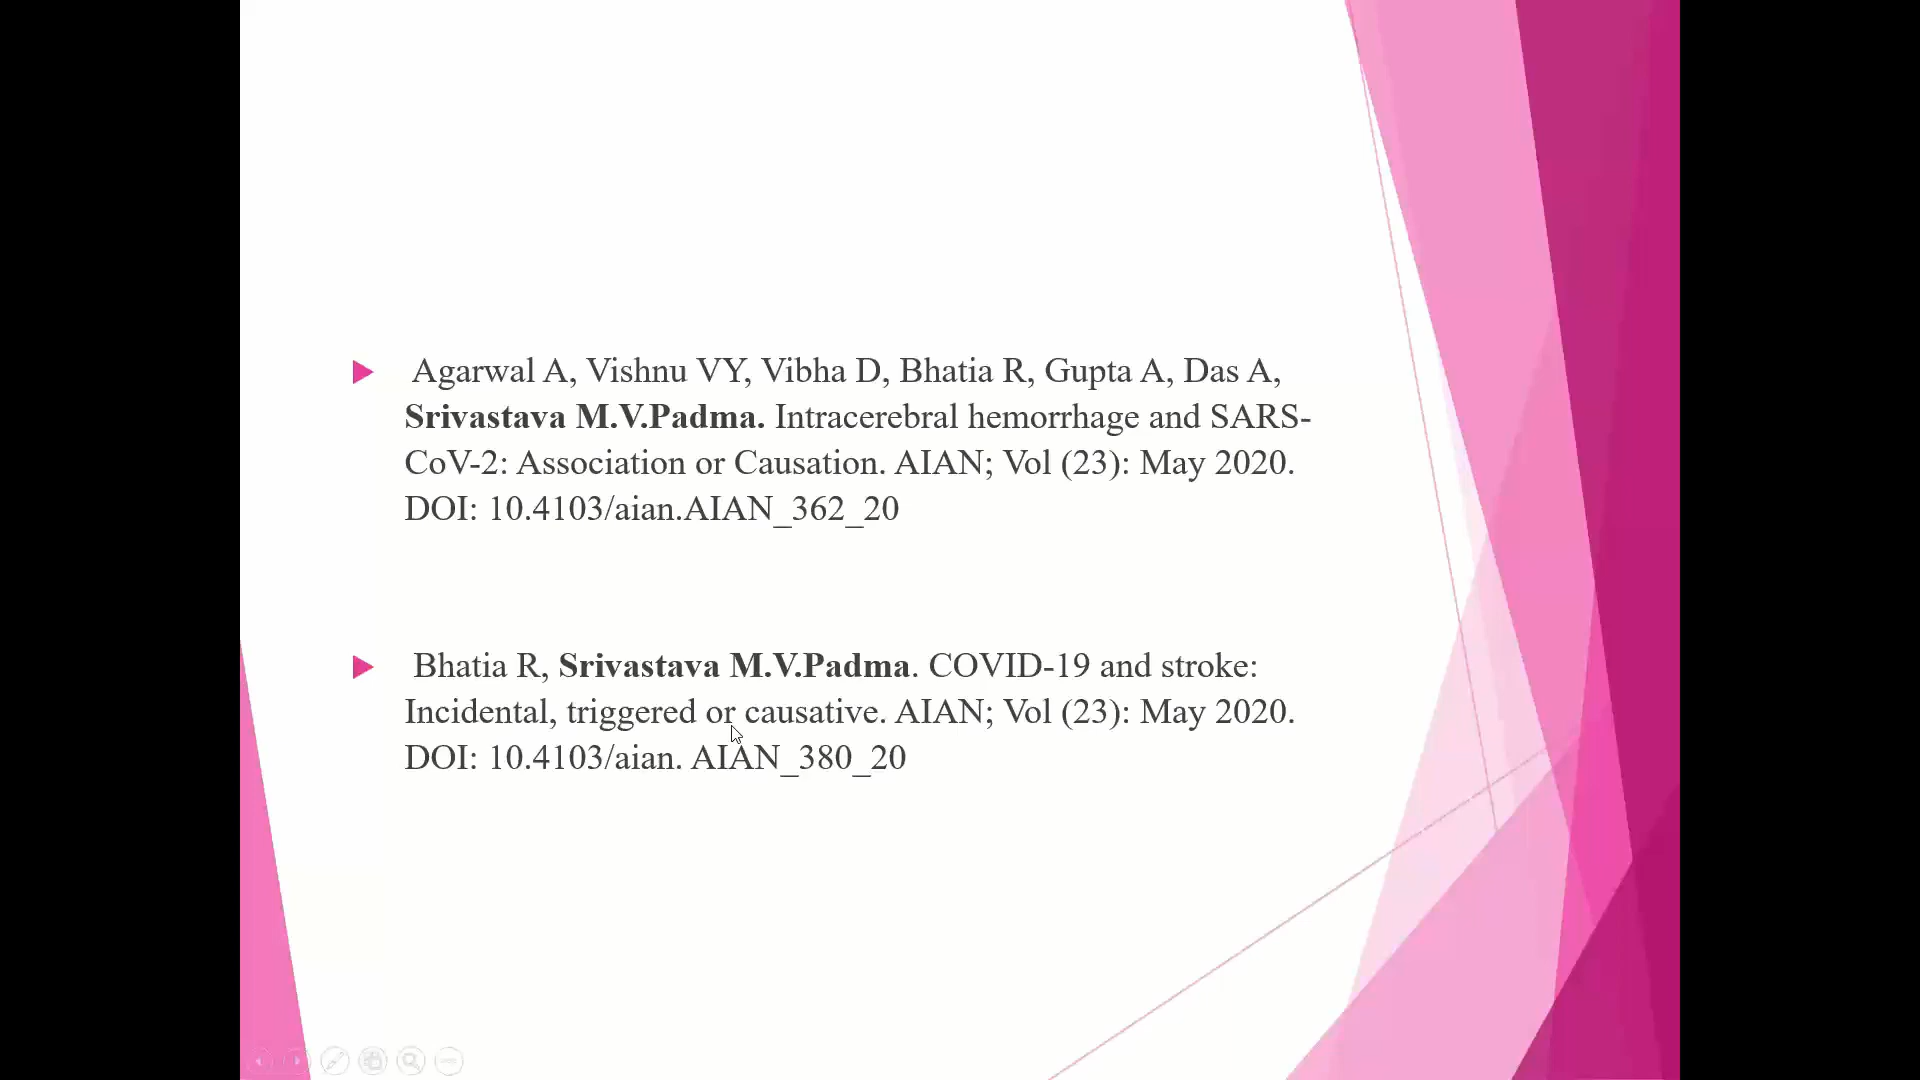 Agarwal A, Vishnu VY, Vibha D, Bhatia R, Gupta A, Das A,
Srivastava M.V.Padma. Intracerebral hemorrhage and SARS-
CoV-2: Association or Causation. AIAN; Vol (23): May 2020.
DOI: 10.4103/aian.AIAN_362_20
Bhatia R, Srivastava M.V.Padma. COVID-19 and stroke:
Incidental, triggered or causative. AIAN; Vol (23): May 2020.
DOI: 10.4103/aian. AIAN_380_20